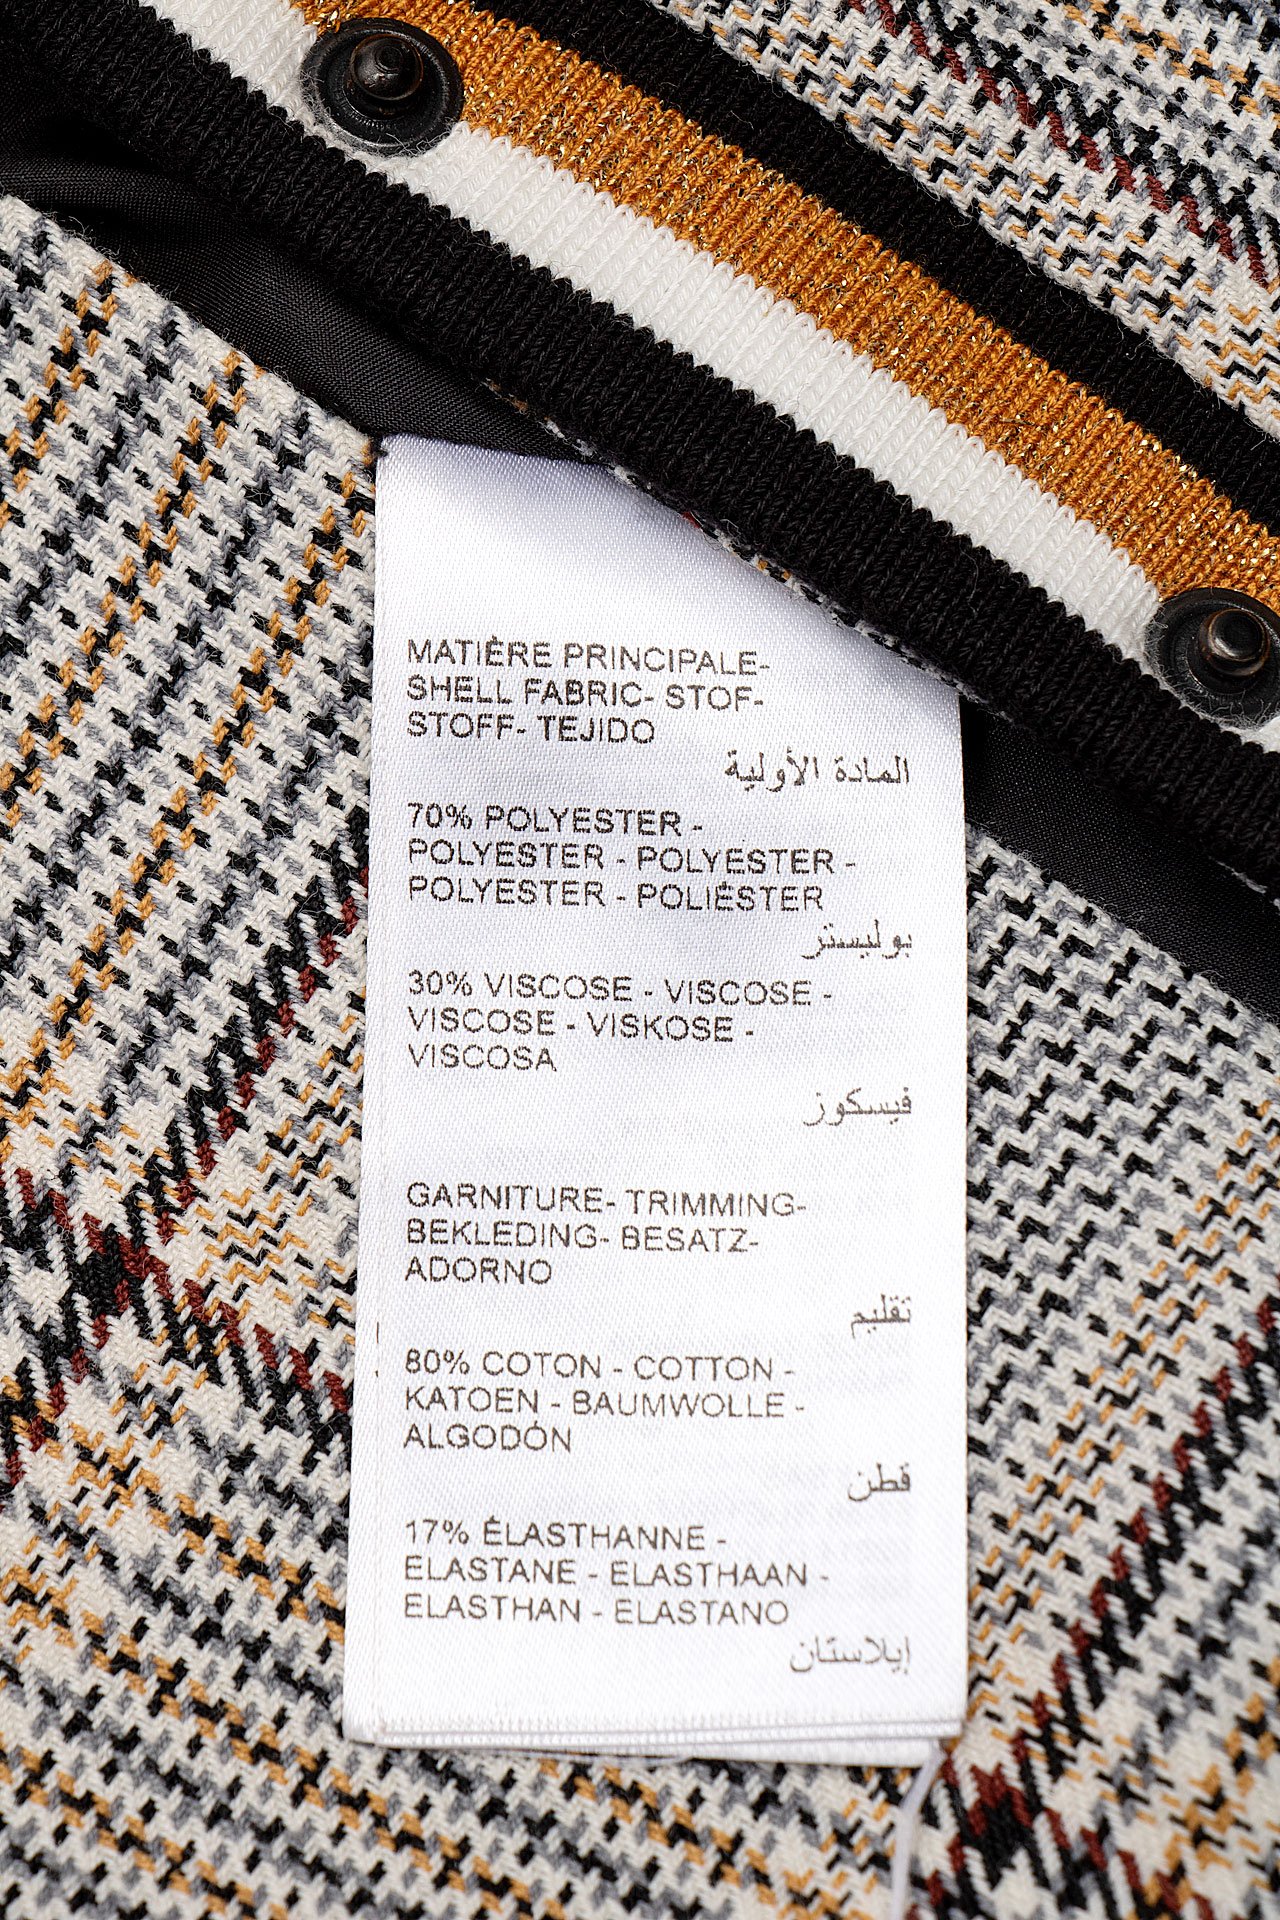 MATIÈRE PRINCIPALE-
SHELL FABRIC- STOF-
STOFF- TEJIDO
المادة الأولية
70% POLYESTER -
POLYESTER - POLYESTER -
POLYESTER - POLIÉSTER
بوليستر
30% VISCOSE - VISCOSE -
VISCOSE - VISKOSE -
VISCOSA
فيسكوز
GARNITURE- TRIMMING-
BEKLEDING- BESATZ-
ADORNO
تقليم
80% COTON - COTTON -
KATOEN - BAUMWOLLE -
ALGODÓN
قطن
17% ÉLASTHANNE -
ELASTANE - ELASTHAAN -
ELASTHAN - ELASTANO
إيلاستان